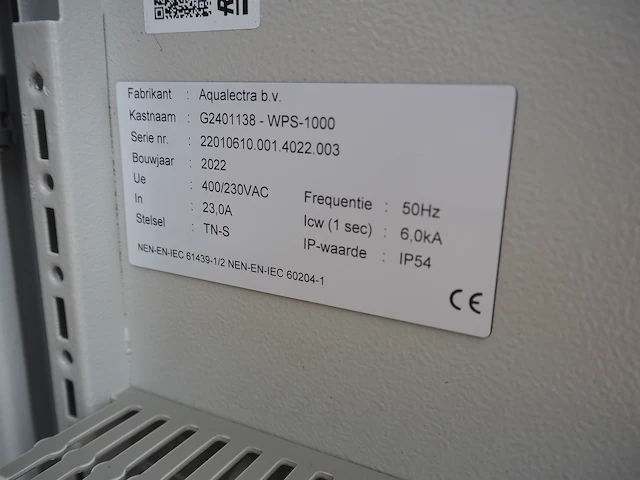 Fabrikant : Aqualectra b.v.
Kastnaam : G2401138 - WPS-1000
Serie nr. : 22010610.001.4022.003
Bouwjaar : 2022
Ue : 400/230VAC
Frequentie : 50Hz
In : 23,0A
Icw (1 sec) : 6,0kA
Stelsel : TN-S
IP-waarde : IP54
NEN-EN-IEC 61439-1/2 NEN-EN-IEC 60204-1
CE